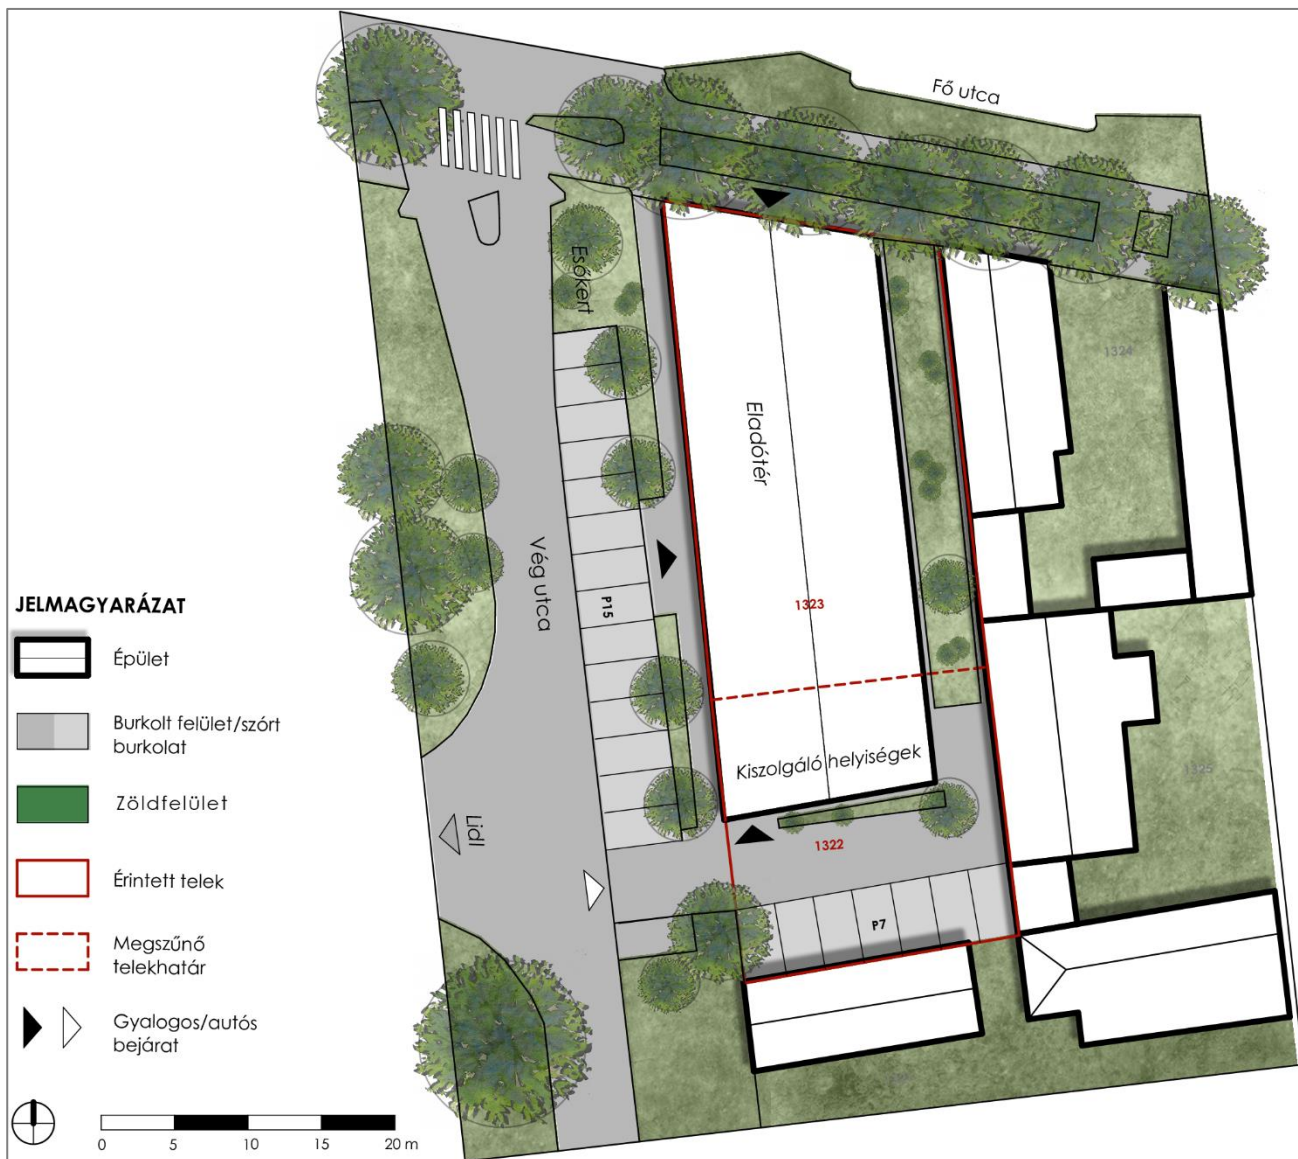 Fő utca
Esőkert
1324
Eladótér
Vég utca
P15
1323
JELMAGYARÁZAT
Épület
Burkolt felület/szórt
burkolat
Zöldfelület
Érintett telek
Megszűnő
telekhatár
Gyalogos/autós
bejárat
Kiszolgáló helyiségek
1325
Lidl
1322
P7
0 5 10 15 20 m